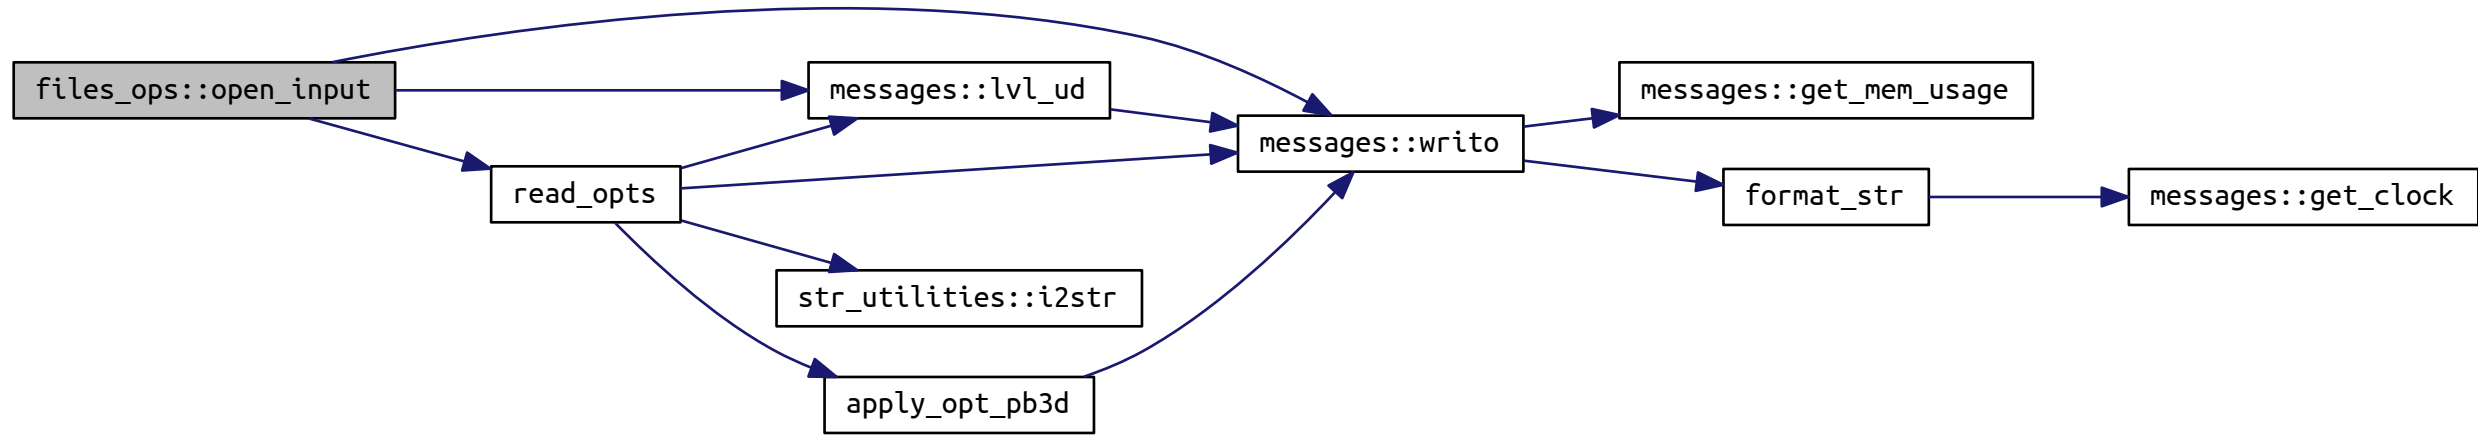 files_ops::open_input
messages::lvl_ud
messages::get_mem_usage
messages::writo
read_opts
format_str
messages::get_clock
str_utilities::i2str
apply_opt_pb3d